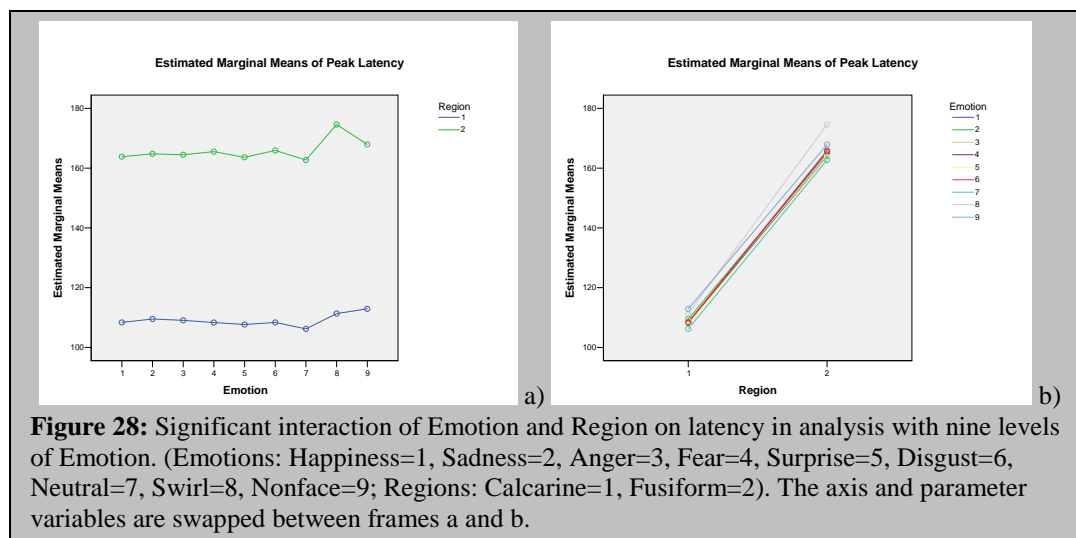 Estimated Marginal Means of Peak Latency
Estimated Marginal Means
180
160
140
120
100
1 2 3 4 5 6 7 8 9
Emotion
Region
1
2
a)
Estimated Marginal Means of Peak Latency
Estimated Marginal Means
180
160
140
120
100
1 2
Region
Emotion
1
2
3
4
5
6
7
8
9
b)
Figure 28: Significant interaction of Emotion and Region on latency in analysis with nine levels
of Emotion. (Emotions: Happiness=1, Sadness=2, Anger=3, Fear=4, Surprise=5, Disgust=6,
Neutral=7, Swirl=8, Nonface=9; Regions: Calcarine=1, Fusiform=2). The axis and parameter
variables are swapped between frames a and b.